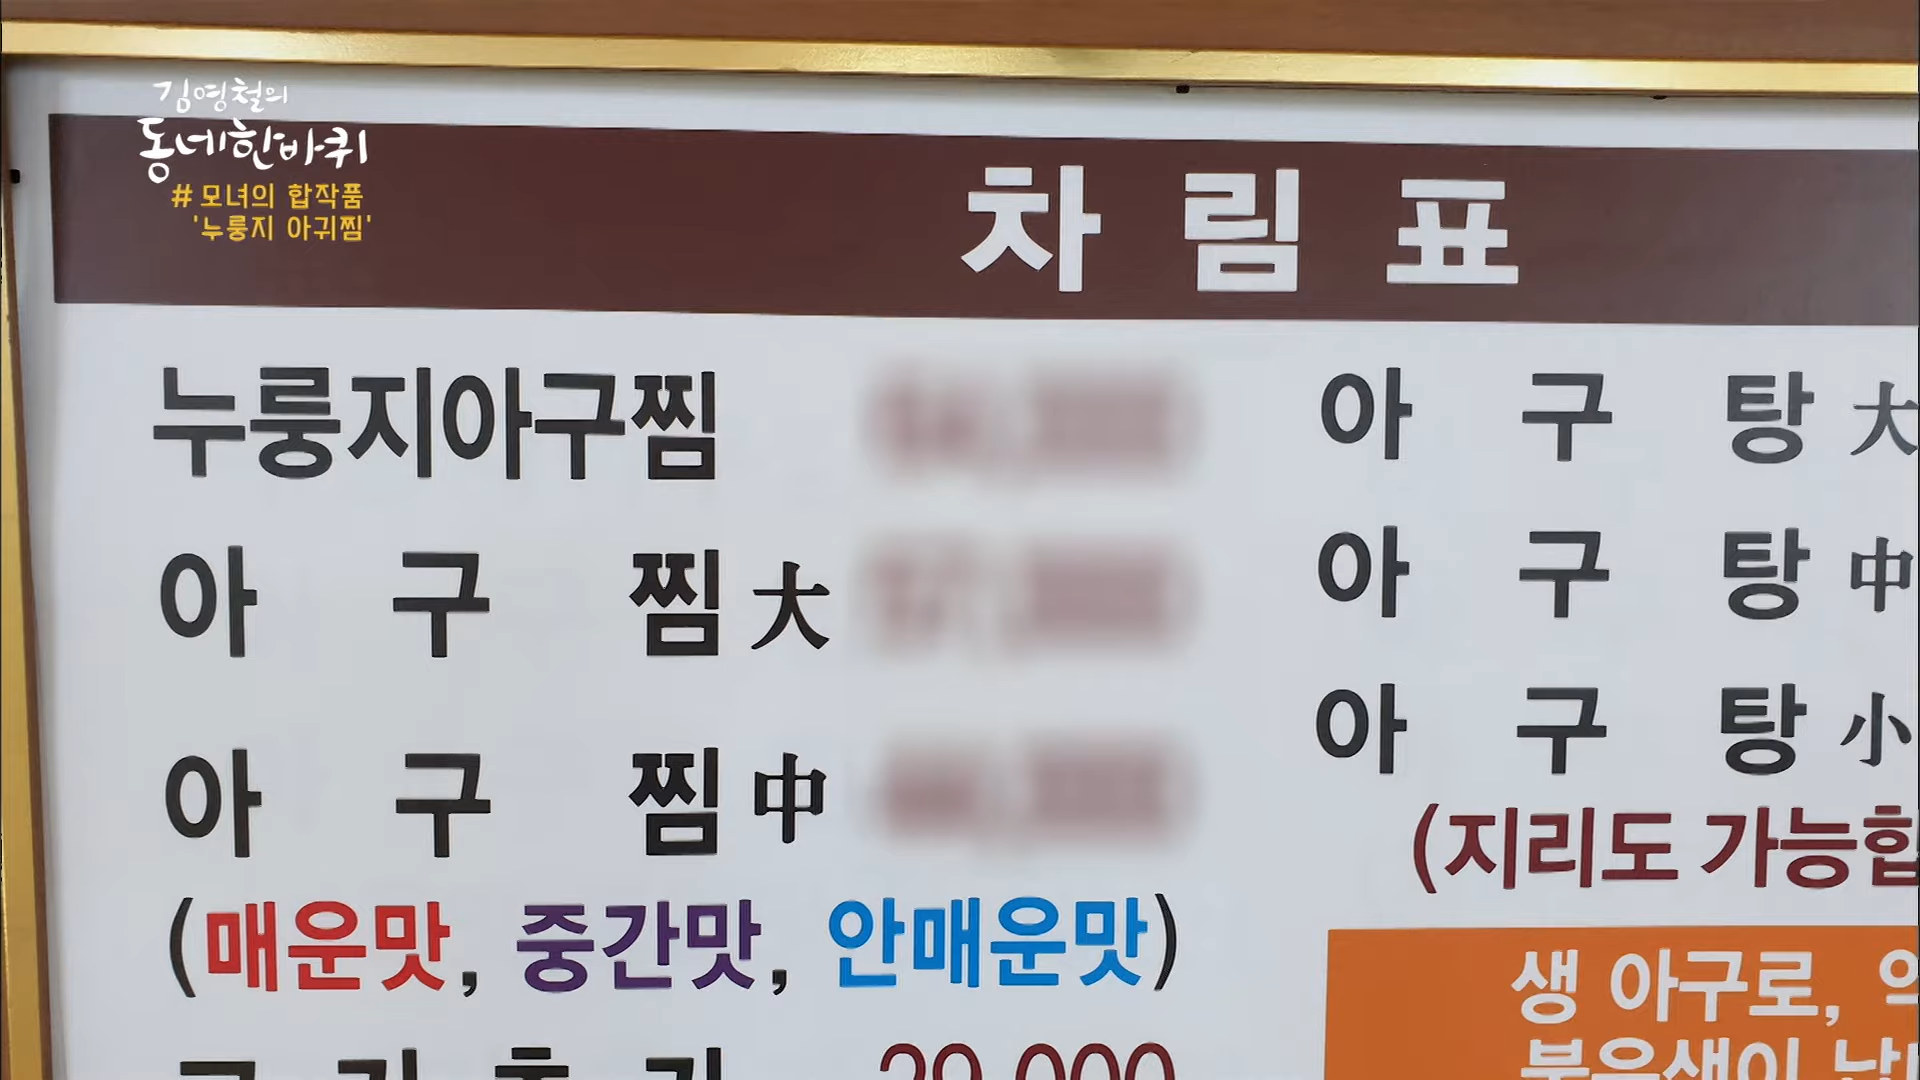 김영철의
동네한바퀴
# 모녀의 합작품
'누룽지 아귀찜'
차림표
누룽지아구찜
아구찜 大
아구찜 中
(매운맛, 중간맛, 안매운맛)
아구탕 大
아구탕 中
아구탕 小
(지리도 가능합
생 아구로,